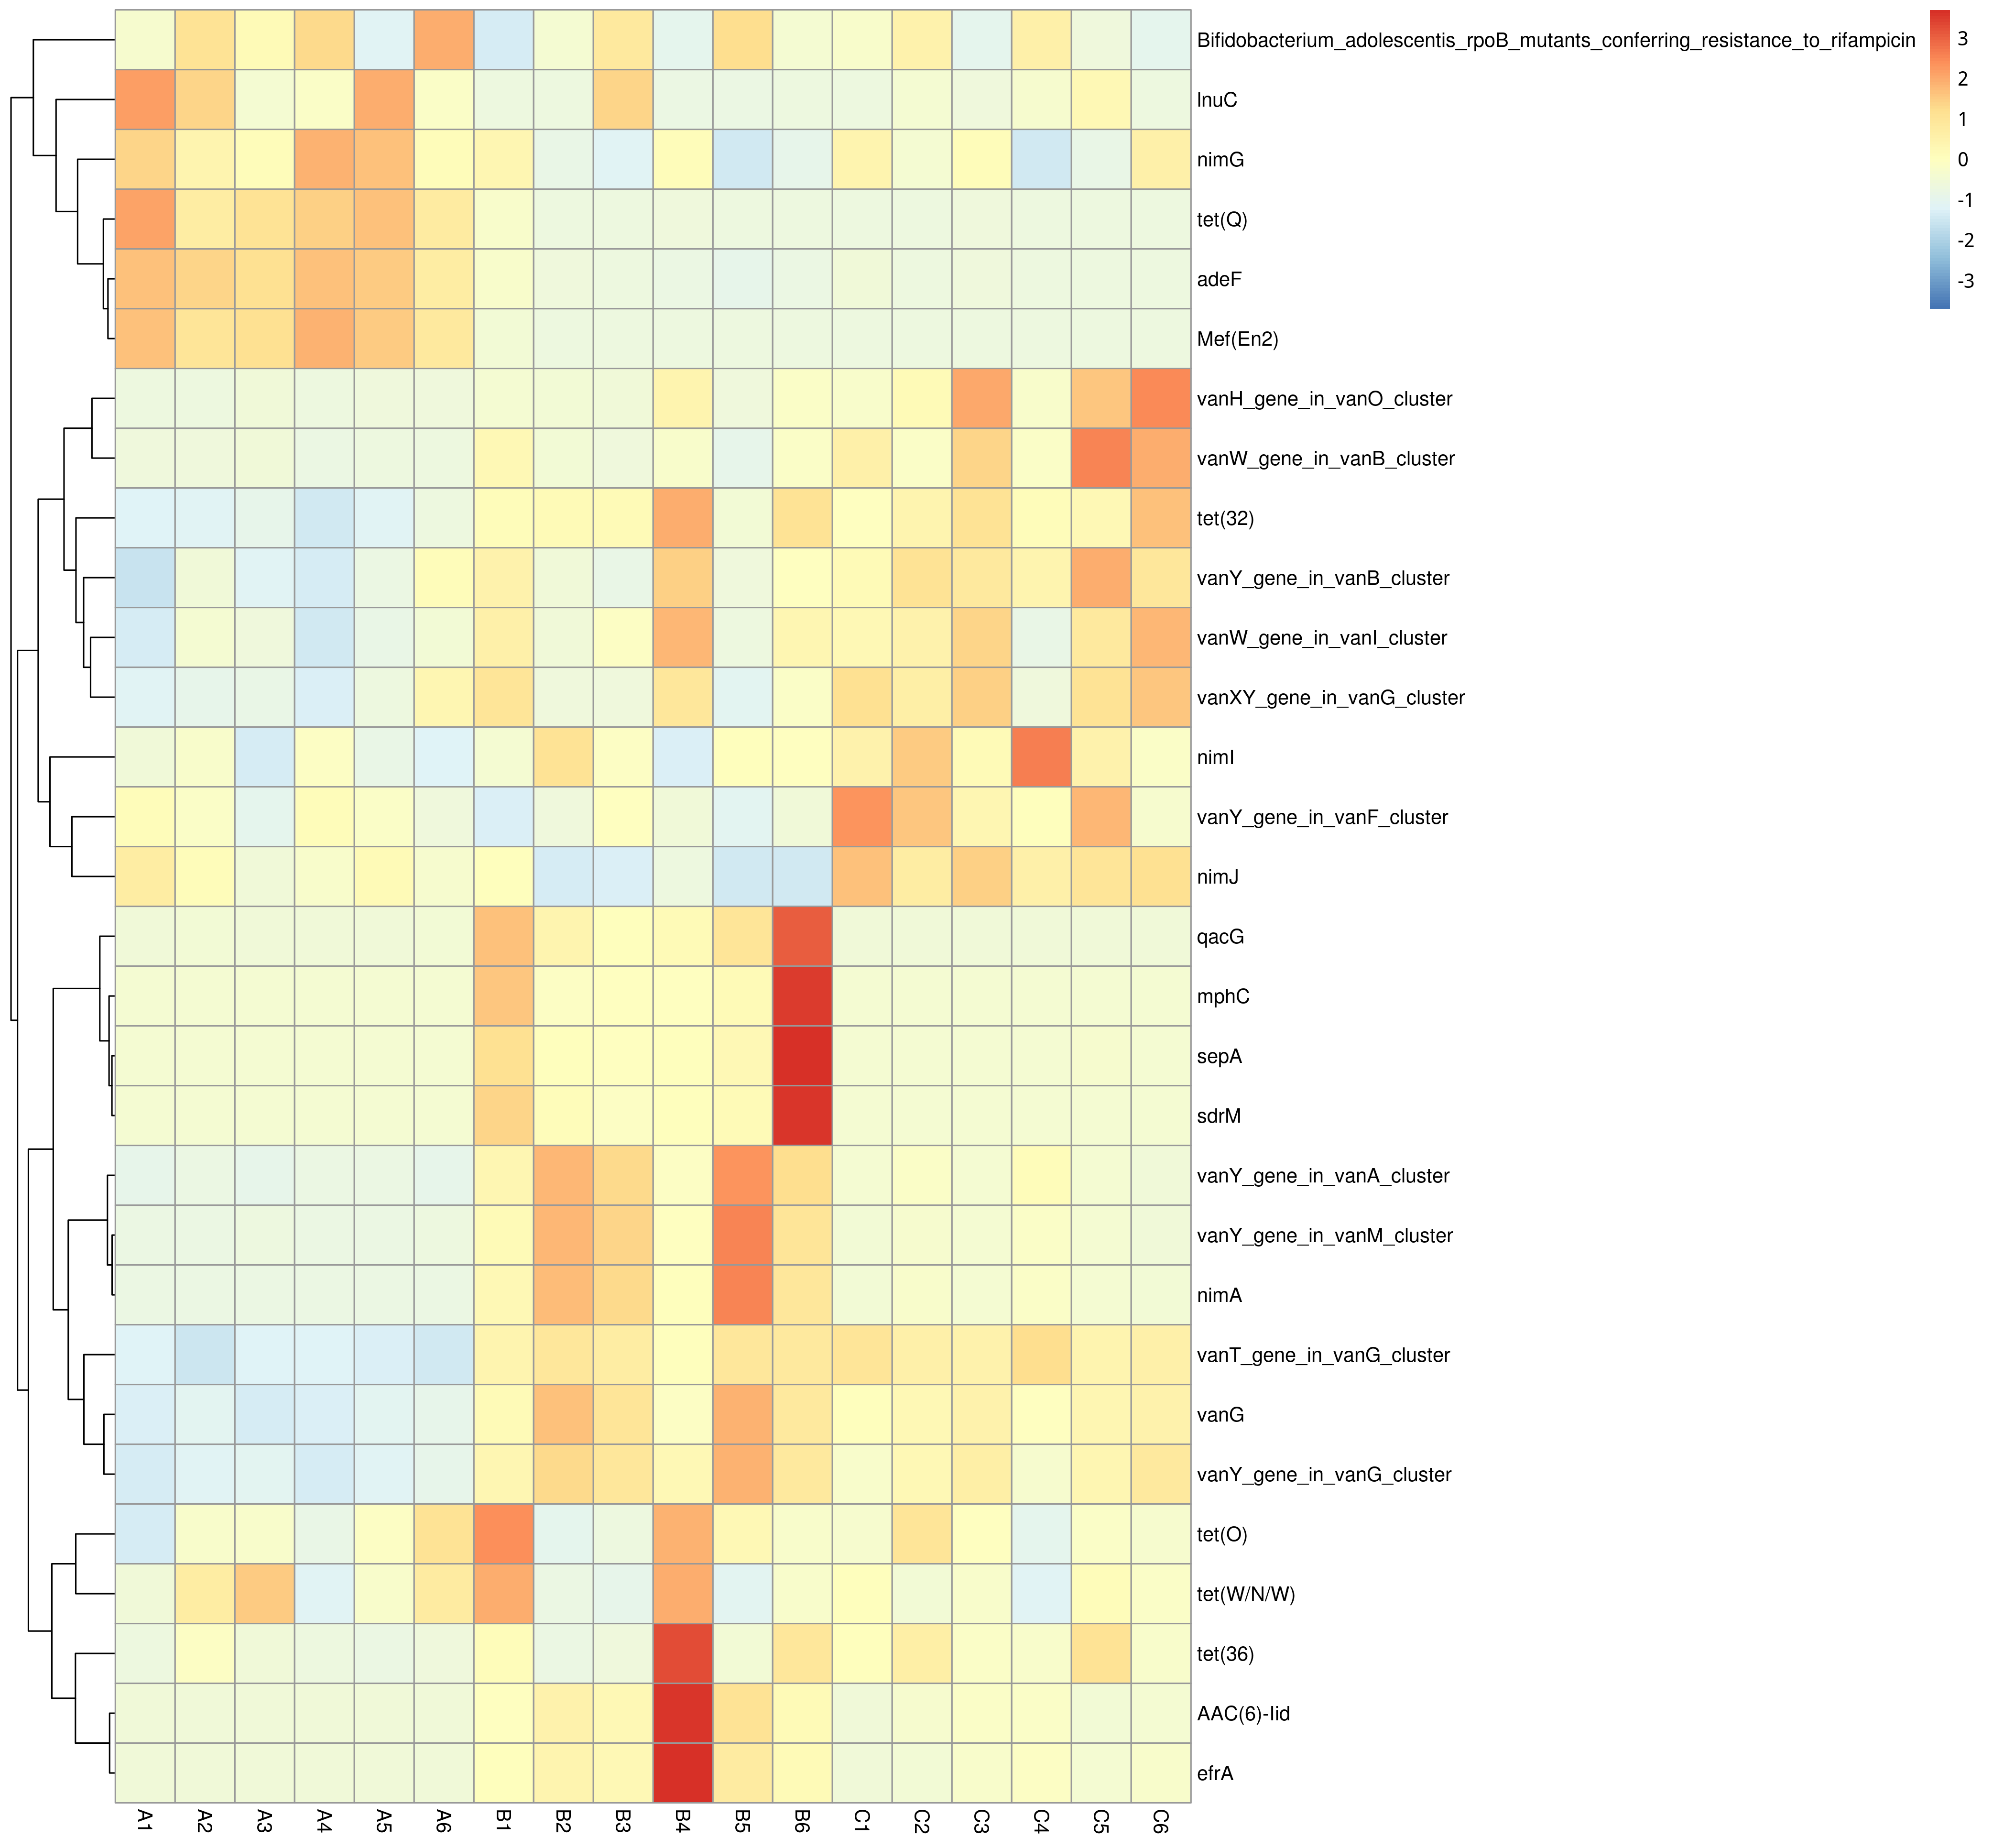 Bifidobacterium_adolescentis_rpoB_mutants_conferring_resistance_to_rifampicin
lnuC
nimG
tet(Q)
adeF
Mef(En2)
vanH_gene_in_vanO_cluster
vanW_gene_in_vanB_cluster
tet(32)
vanY_gene_in_vanB_cluster
vanW_gene_in_vanI_cluster
vanXY_gene_in_vanG_cluster
nimI
vanY_gene_in_vanF_cluster
nimJ
qacG
mphC
sepA
sdrM
vanY_gene_in_vanA_cluster
vanY_gene_in_vanM_cluster
nimA
vanT_gene_in_vanG_cluster
vanG
vanY_gene_in_vanG_cluster
tet(O)
tet(W/N/W)
tet(36)
AAC(6)-Iid
efrA
A1 A2 A3 A4 A5 A6 B1 B2 B3 B4 B5 B6 C1 C2 C3 C4 C5 C6
3
2
1
0
-1
-2
-3